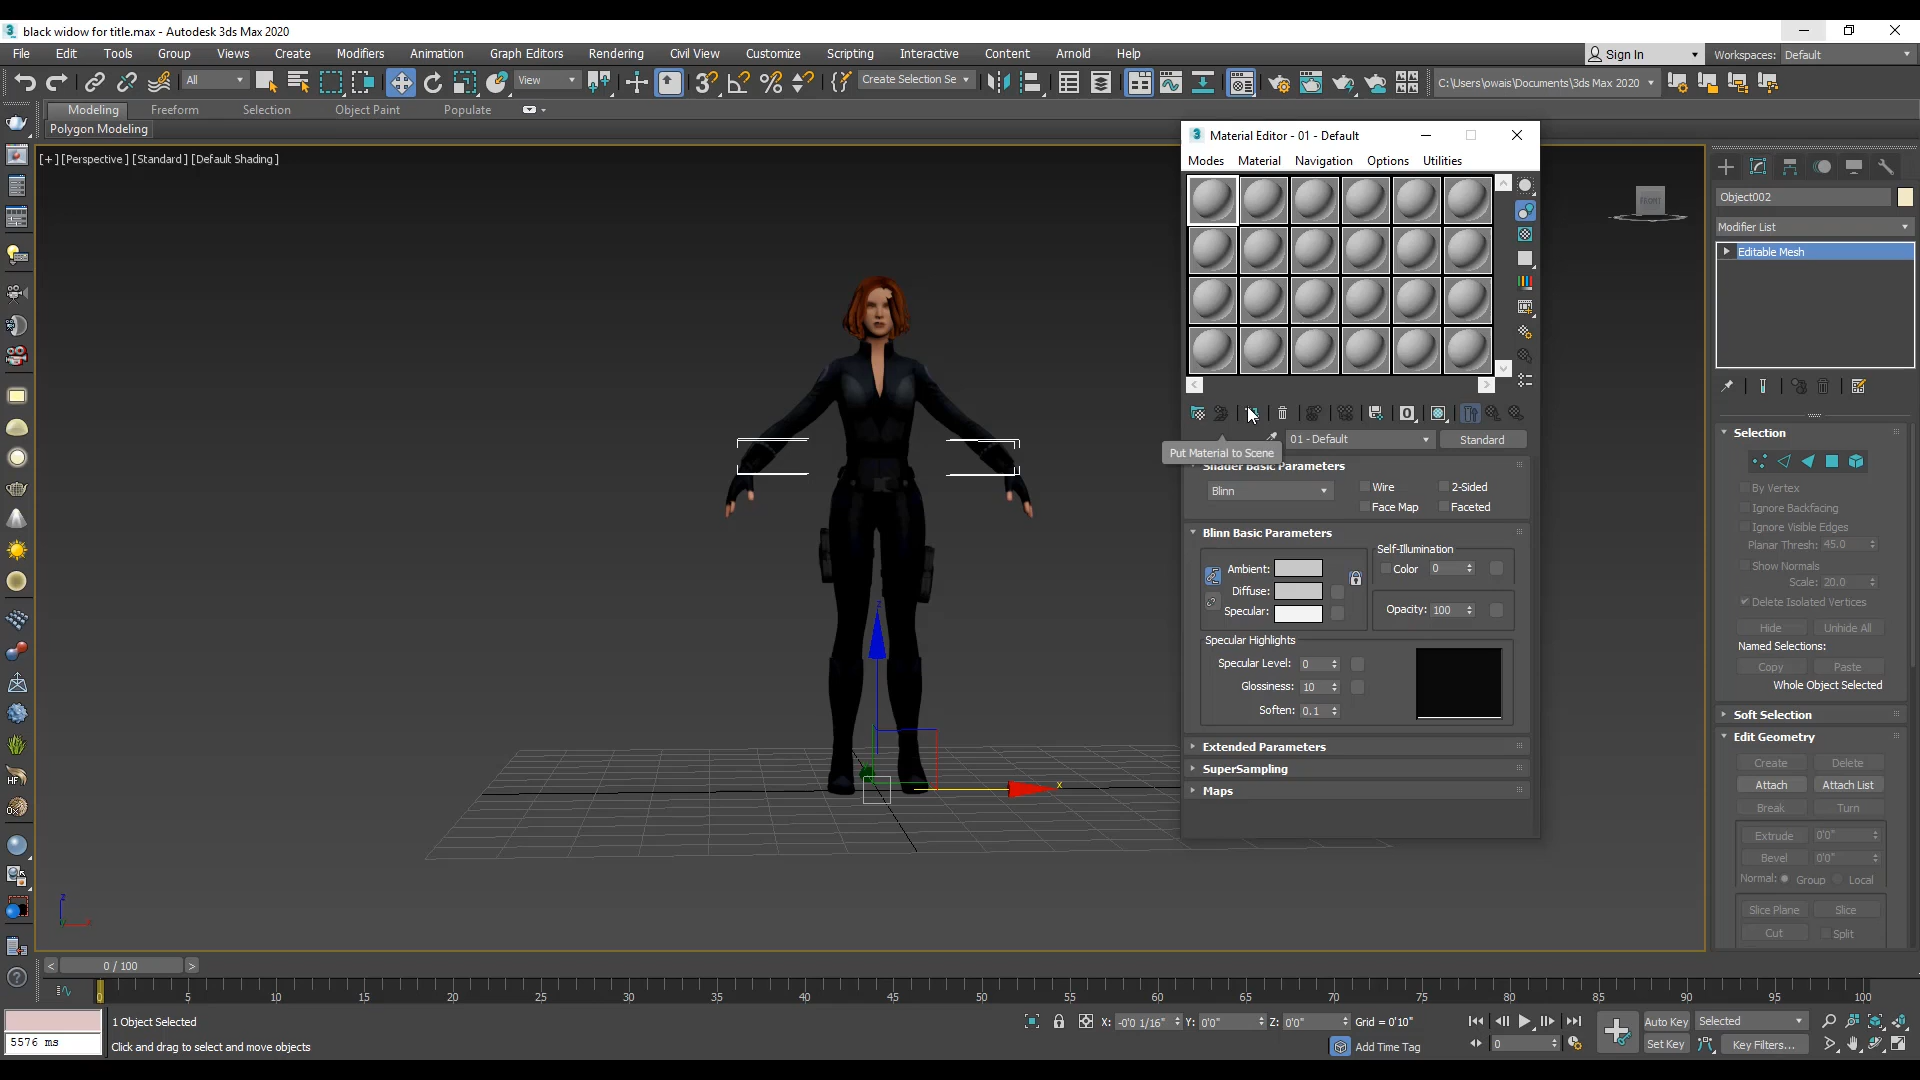 black widow for title.max - Autodesk 3ds Max 2020
File Edit Tools Group Views Create Modifiers Animation Graph Editors Rendering Civil View Customize Scripting Interactive Content Arnold Help
Sign In Workspaces: Default
All View Create Selection Se C:\Users\owais\Documents\3ds Max 2020
Modeling Freeform Selection Object Paint Populate
Polygon Modeling
[+] [Perspective] [Standard] [Default Shading]
FRONT
Material Editor - 01 - Default
Modes Material Navigation Options Utilities
01 - Default Standard
Put Material to Scene
Shader Basic Parameters
Blinn
Wire 2-Sided
Face Map Faceted
Blinn Basic Parameters
Self-Illumination
Ambient: Color 0
Diffuse:
Specular: Opacity: 100
Specular Highlights
Specular Level: 0
Glossiness: 10
Soften: 0.1
Extended Parameters
SuperSampling
Maps
Object002
Modifier List
Editable Mesh
Selection
By Vertex
Ignore Backfacing
Ignore Visible Edges
Planar Thresh: 45.0
Show Normals
Scale: 20.0
Delete Isolated Vertices
Hide Unhide All
Named Selections:
Copy Paste
Whole Object Selected
Soft Selection
Edit Geometry
Create Delete
Attach Attach List
Break Turn
Extrude 0'0"
Bevel 0'0"
Normal: Group Local
Slice Plane Slice
Cut Split
z
x
z
0 / 100
0 5 10 15 20 25 30 35 40 45 50 55 60 65 70 75 80 85 90 95 100
5576 ms
1 Object Selected
Click and drag to select and move objects
X: -0'0 1/16" Y: 0'0" Z: 0'0" Grid = 0'10"
Add Time Tag
0
Auto Key Selected
Set Key Key Filters...